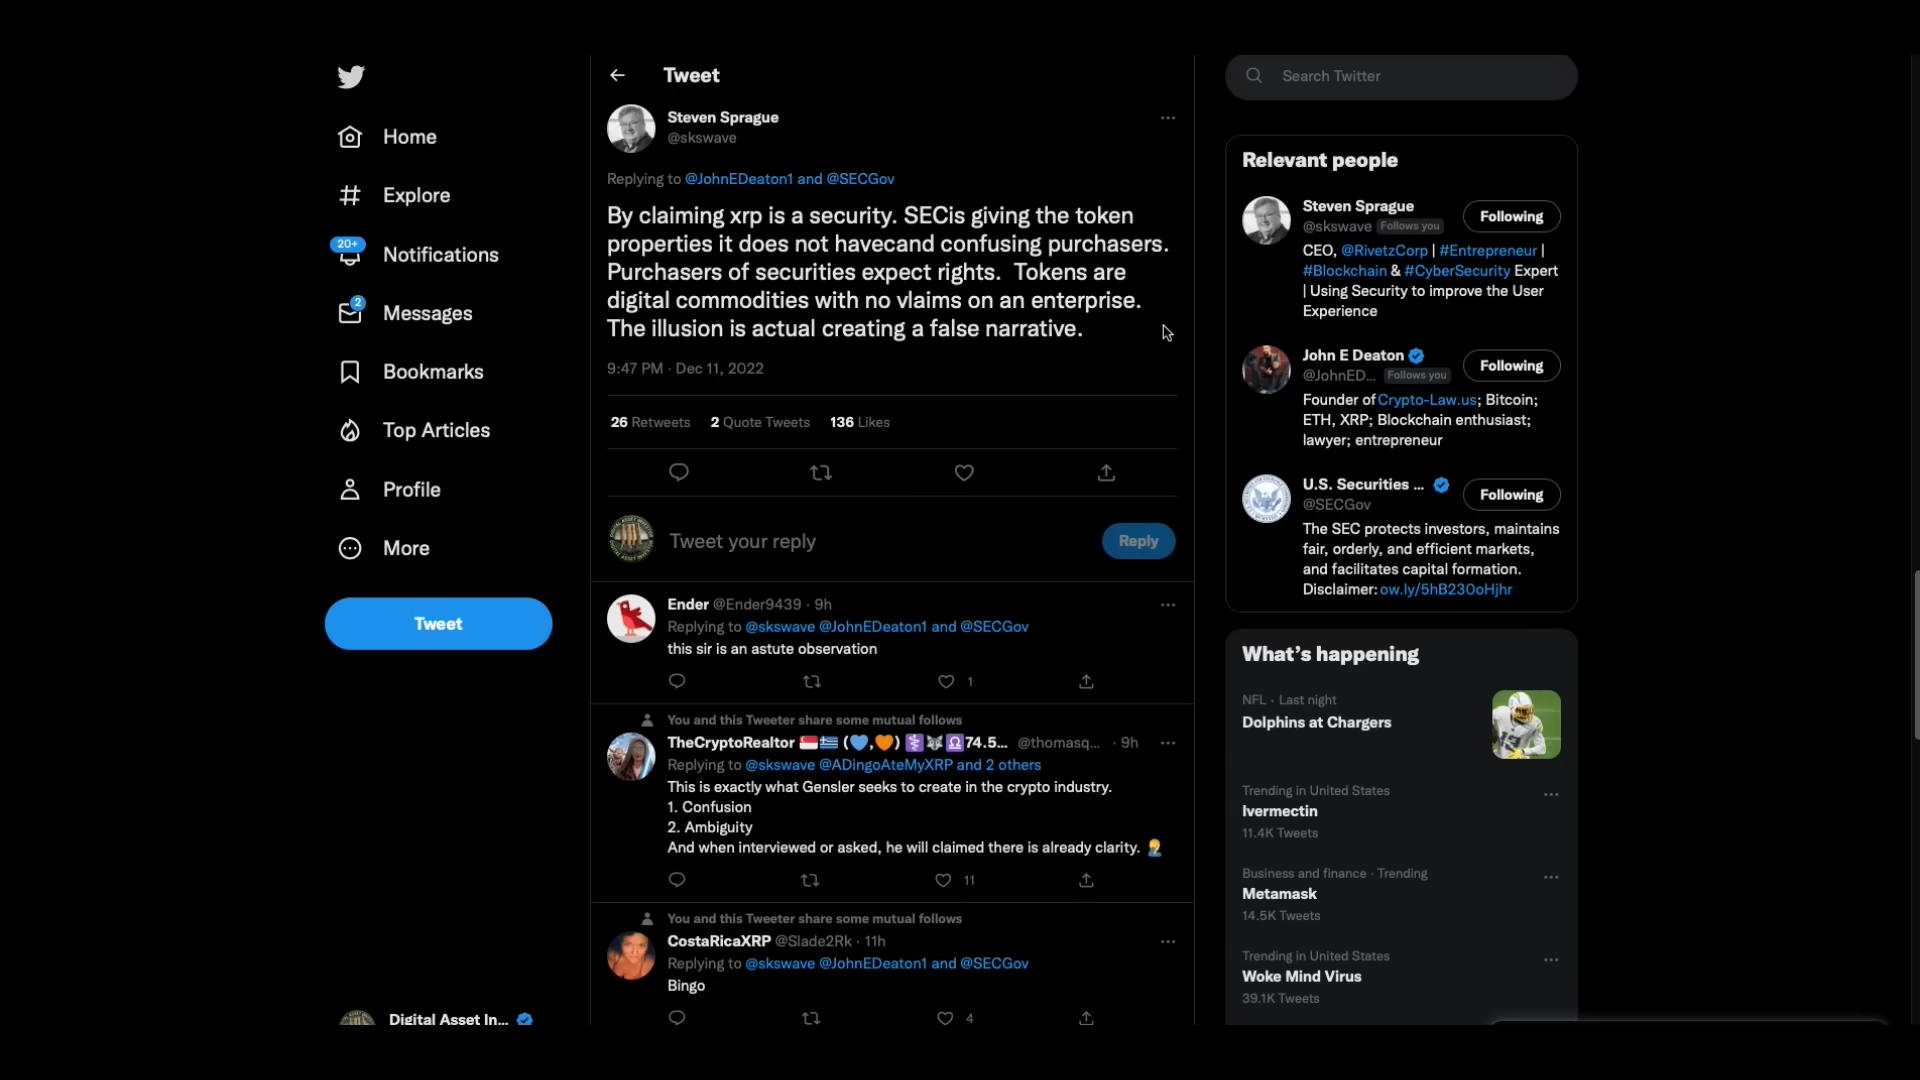 Home
Explore
20+
Notifications
2
Messages
Bookmarks
Top Articles
Profile
More
Tweet
Digital Asset In...
Tweet
Steven Sprague
@skswave
Replying to @JohnEDeaton1 and @SECGov
By claiming xrp is a security. SECis giving the token
properties it does not havecand confusing purchasers.
Purchasers of securities expect rights. Tokens are
digital commodities with no vlaims on an enterprise.
The illusion is actual creating a false narrative.
9:47 PM · Dec 11, 2022
26 Retweets 2 Quote Tweets 136 Likes
Tweet your reply
Reply
Ender @Ender9439 · 9h
Replying to @skswave @JohnEDeaton1 and @SECGov
this sir is an astute observation
1
You and this Tweeter share some mutual follows
TheCryptoRealtor 🇸🇬🇬🇷 (💙,🧡) ⚕️🐺♎74.5... @thomasq... · 9h
Replying to @skswave @ADingoAteMyXRP and 2 others
This is exactly what Gensler seeks to create in the crypto industry.
1. Confusion
2. Ambiguity
And when interviewed or asked, he will claimed there is already clarity. 🤦
11
You and this Tweeter share some mutual follows
CostaRicaXRP @Slade2Rk · 11h
Replying to @skswave @JohnEDeaton1 and @SECGov
Bingo
4
Search Twitter
Relevant people
Steven Sprague
@skswave Follows you
Following
CEO, @RivetzCorp | #Entrepreneur |
#Blockchain & #CyberSecurity Expert
| Using Security to improve the User
Experience
John E Deaton
@JohnED... Follows you
Following
Founder of Crypto-Law.us; Bitcoin;
ETH, XRP; Blockchain enthusiast;
lawyer; entrepreneur
U.S. Securities ...
@SECGov
Following
The SEC protects investors, maintains
fair, orderly, and efficient markets,
and facilitates capital formation.
Disclaimer: ow.ly/5hB23OoHjhr
What's happening
NFL · Last night
Dolphins at Chargers
Trending in United States
Ivermectin
11.4K Tweets
Business and finance · Trending
Metamask
14.5K Tweets
Trending in United States
Woke Mind Virus
39.1K Tweets